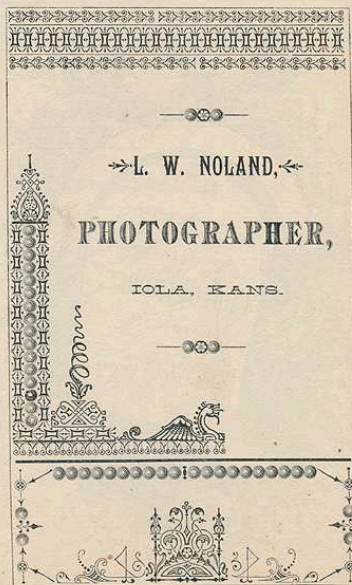 L. W. NOLAND,
PHOTOGRAPHER,
IOLA, KANS.